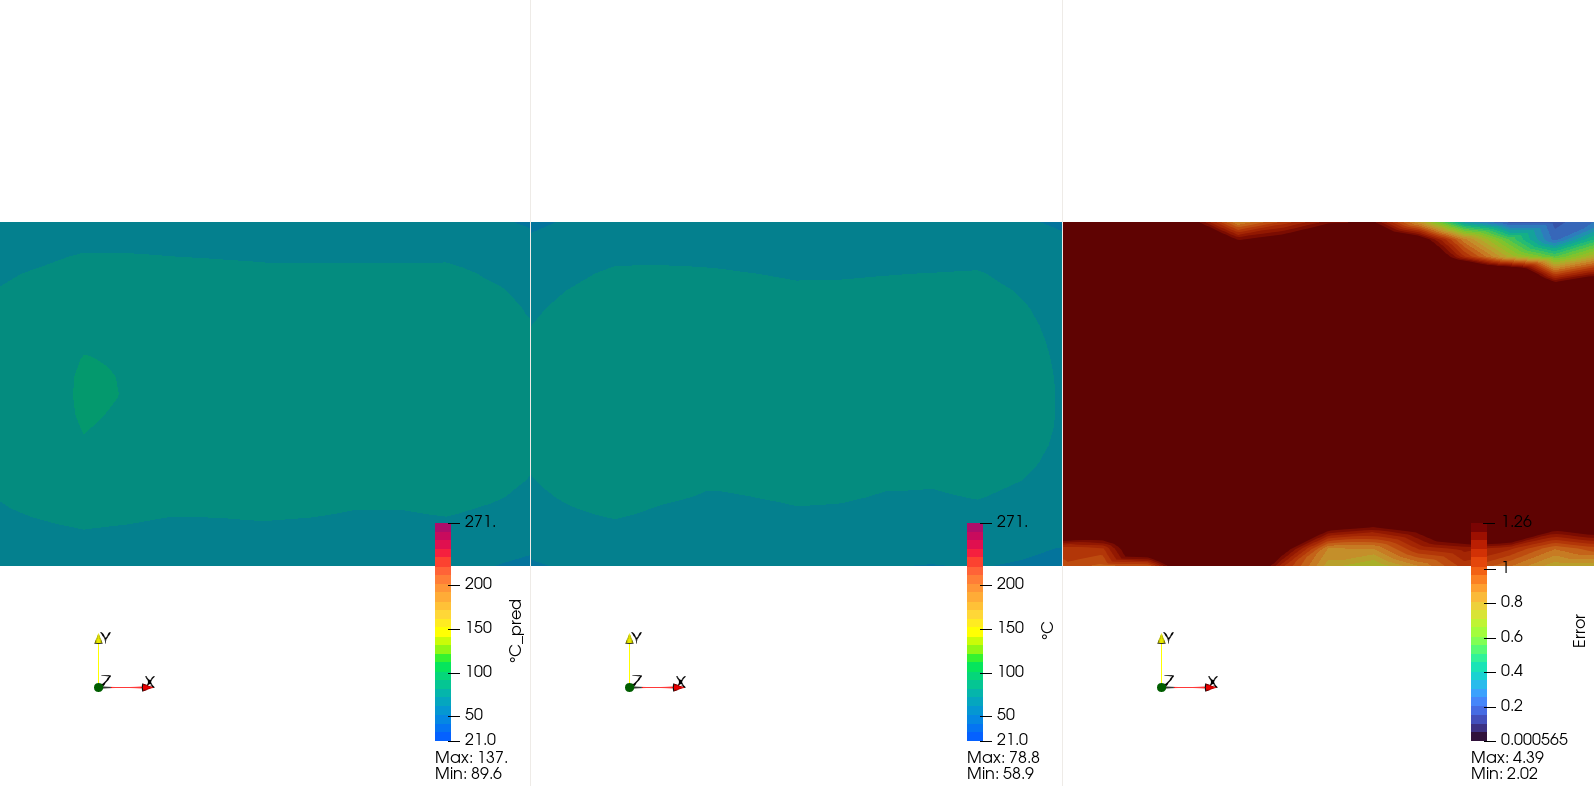 271.
200
150
100
50
21.0
°C_pred
Max: 137.
Min: 89.6
Y
Z
X
271.
200
150
100
50
21.0
°C
Max: 78.8
Min: 58.9
Y
Z
X
1.26
1
0.8
0.6
0.4
0.2
0.000565
Error
Max: 4.39
Min: 2.02
Y
Z
X